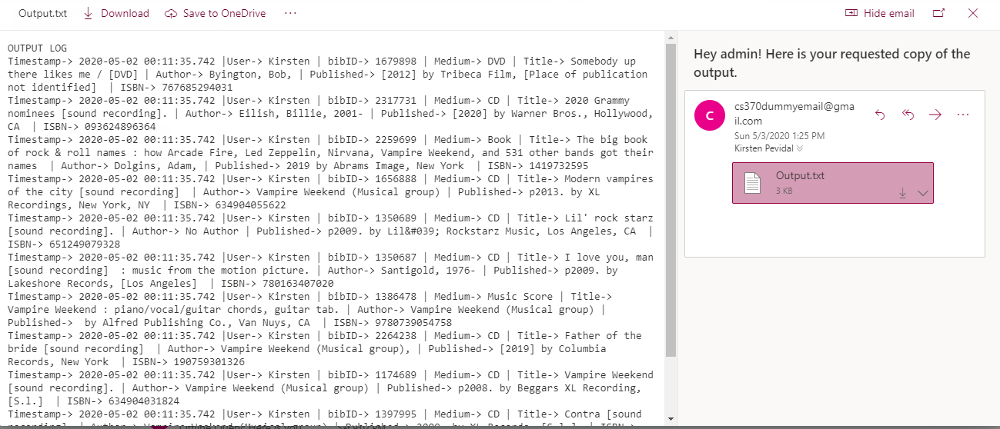 Output.txt Download Save to OneDrive ··· Hide email
OUTPUT LOG
Timestamp-> 2020-05-02 00:11:35.742 |User-> Kirsten | bibID-> 1679898 | Medium-> DVD | Title-> Somebody up
there likes me / [DVD] | Author-> Byington, Bob, | Published-> [2012] by Tribeca Film, [Place of publication
not identified]  | ISBN-> 767685294031
Timestamp-> 2020-05-02 00:11:35.742 |User-> Kirsten | bibID-> 2317731 | Medium-> CD | Title-> 2020 Grammy
nominees [sound recording]. | Author-> Eilish, Billie, 2001- | Published-> [2020] by Warner Bros., Hollywood,
CA  | ISBN-> 093624896364
Timestamp-> 2020-05-02 00:11:35.742 |User-> Kirsten | bibID-> 2259699 | Medium-> Book | Title-> The big book
of rock & roll names : how Arcade Fire, Led Zeppelin, Nirvana, Vampire Weekend, and 531 other bands got their
names  | Author-> Dolgins, Adam, | Published-> 2019 by Abrams Image, New York  | ISBN-> 1419732595
Timestamp-> 2020-05-02 00:11:35.742 |User-> Kirsten | bibID-> 1656888 | Medium-> CD | Title-> Modern vampires
of the city [sound recording]  | Author-> Vampire Weekend (Musical group) | Published-> p2013. by XL
Recordings, New York, NY  | ISBN-> 634904055622
Timestamp-> 2020-05-02 00:11:35.742 |User-> Kirsten | bibID-> 1350689 | Medium-> CD | Title-> Lil' rock starz
[sound recording]. | Author-> No Author | Published-> p2009. by Lil&#039; Rockstarz Music, Los Angeles, CA  |
ISBN-> 651249079328
Timestamp-> 2020-05-02 00:11:35.742 |User-> Kirsten | bibID-> 1350687 | Medium-> CD | Title-> I love you, man
[sound recording]  : music from the motion picture. | Author-> Santigold, 1976- | Published-> p2009. by
Lakeshore Records, [Los Angeles]  | ISBN-> 780163407020
Timestamp-> 2020-05-02 00:11:35.742 |User-> Kirsten | bibID-> 1386478 | Medium-> Music Score | Title->
Vampire Weekend : piano/vocal/guitar chords, guitar tab. | Author-> Vampire Weekend (Musical group) |
Published->  by Alfred Publishing Co., Van Nuys, CA  | ISBN-> 9780739054758
Timestamp-> 2020-05-02 00:11:35.742 |User-> Kirsten | bibID-> 2264238 | Medium-> CD | Title-> Father of the
bride [sound recording]  | Author-> Vampire Weekend (Musical group), | Published-> [2019] by Columbia
Records, New York  | ISBN-> 190759301326
Timestamp-> 2020-05-02 00:11:35.742 |User-> Kirsten | bibID-> 1174689 | Medium-> CD | Title-> Vampire Weekend
[sound recording]. | Author-> Vampire Weekend (Musical group) | Published-> p2008. by Beggars XL Recording,
[S.l.]  | ISBN-> 634904031824
Timestamp-> 2020-05-02 00:11:35.742 |User-> Kirsten | bibID-> 1397995 | Medium-> CD | Title-> Contra [sound
Hey admin! Here is your requested copy of the
output.
C
cs370dummyemail@gma
il.com
Sun 5/3/2020 1:25 PM
Kirsten Pevidal
Output.txt
3 KB